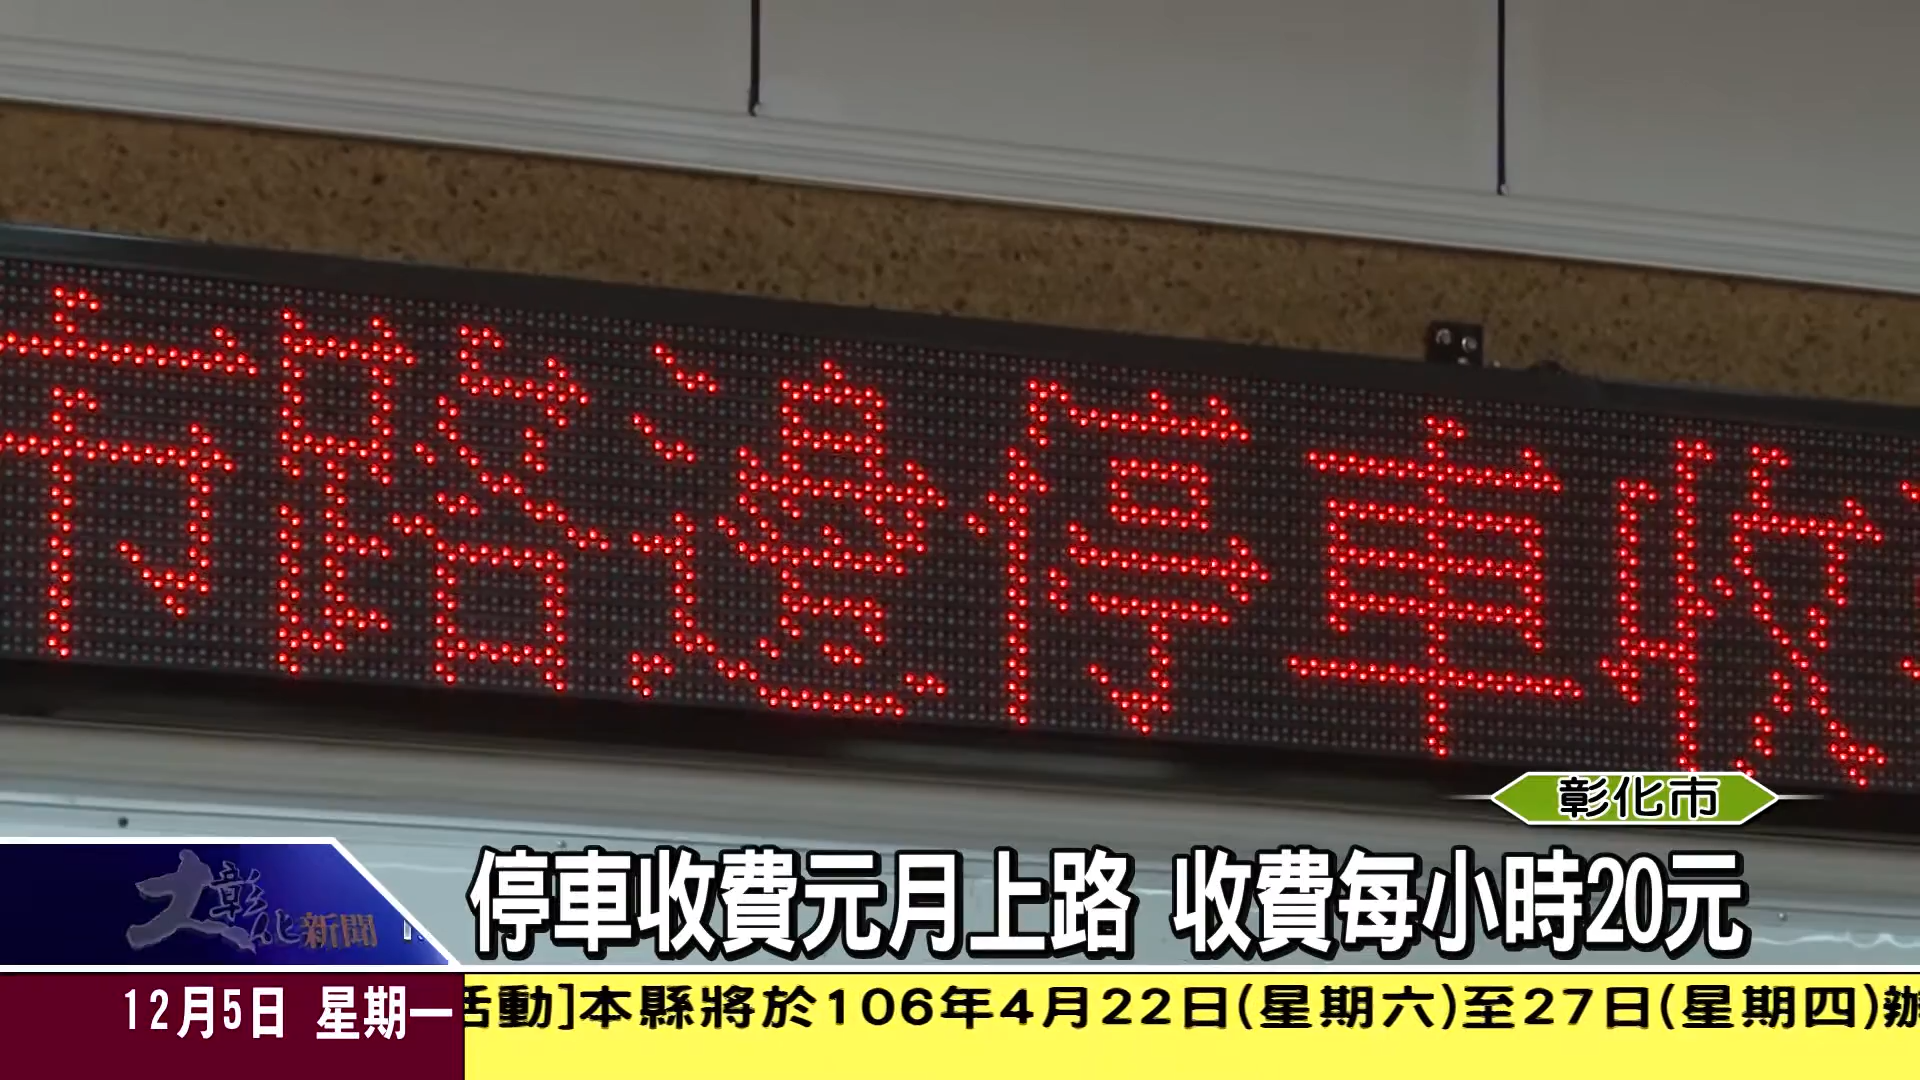 市路邊停車收
彰化市
停車收費元月上路 收費每小時20元
大彰化新聞
12月5日 星期一
活動]本縣將於106年4月22日(星期六)至27日(星期四)辦